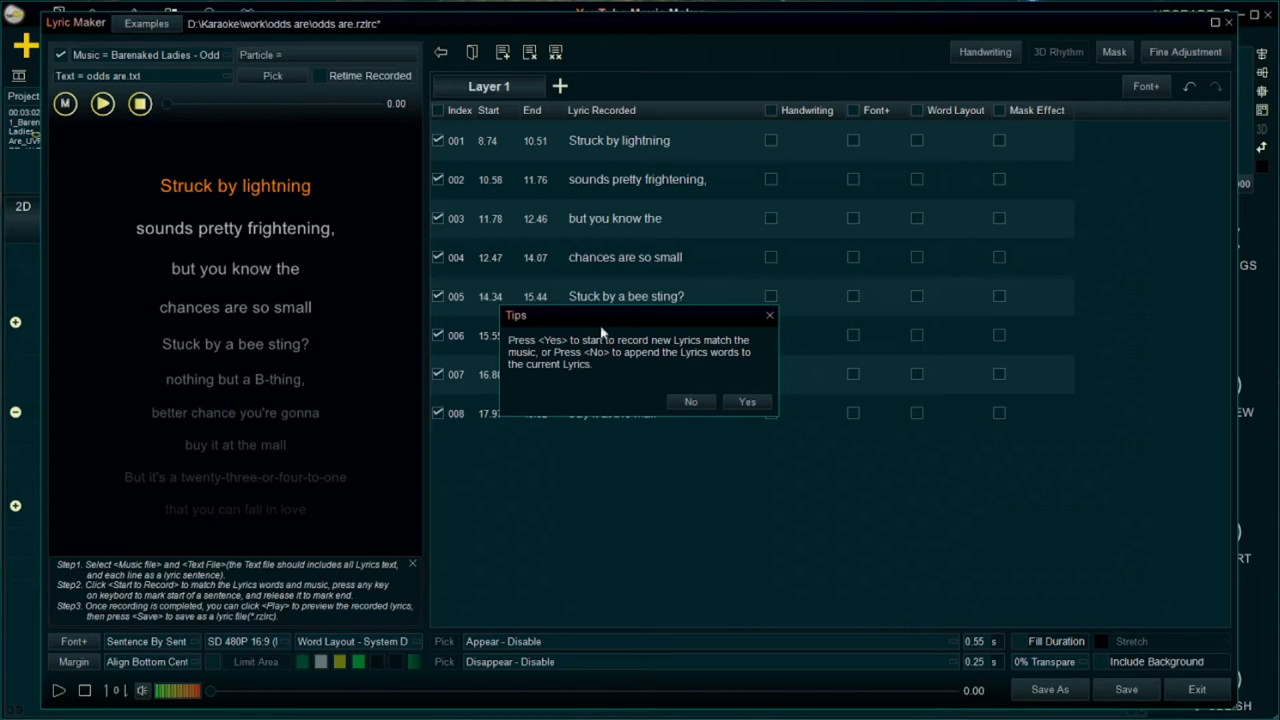 Lyric Maker
Examples
D:\Karaoke\work\odds are\odds are.rzlrc*
Music = Barenaked Ladies - Odd
Particle =
Text = odds are.txt
Pick
Retime Recorded
M
0.00
Handwriting
3D Rhythm
Mask
Fine Adjustment
Layer 1
Font+
Index Start End Lyric Recorded Handwriting Font+ Word Layout Mask Effect
001 8.74 10.51 Struck by lightning
002 10.58 11.76 sounds pretty frightening,
003 11.78 12.46 but you know the
004 12.47 14.07 chances are so small
005 14.34 15.44 Stuck by a bee sting?
006
007
008
Project
2D
Struck by lightning
sounds pretty frightening,
but you know the
chances are so small
Stuck by a bee sting?
nothing but a B-thing,
better chance you're gonna
buy it at the mall
But it's a twenty-three-or-four-to-one
that you can fall in love
Tips
Press <Yes> to start to record new Lyrics match the
music, or Press <No> to append the Lyrics words to
the current Lyrics.
No
Yes
Step1. Select <Music file> and <Text File>(the Text file should includes all Lyrics text,
and each line as a lyric sentence).
Step2. Click <Start to Record> to match the Lyrics words and music, press any key
on keybord to mark start of a sentence, and release it to mark end.
Step3. Once recording is completed, you can click <Play> to preview the recorded lyrics,
then press <Save> to save as a lyric file(*.rzlrc).
Font+
Sentence By Sent
SD 480P 16:9 (
Word Layout - System D
Pick
Appear - Disable
0.55 s
Fill Duration
Stretch
Margin
Align Bottom Cent
Limit Area
Pick
Disappear - Disable
0.25 s
0% Transpare
Include Background
0.00
Save As
Save
Exit